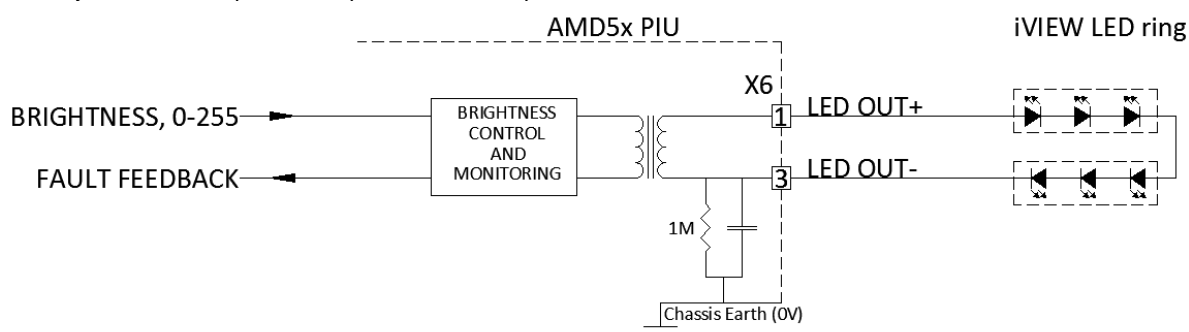 AMD5x PIU
iVIEW LED ring
X6
BRIGHTNESS, 0-255
BRIGHTNESS
CONTROL
AND
MONITORING
1
LED OUT+
FAULT FEEDBACK
3
LED OUT-
1M
Chassis Earth (0V)